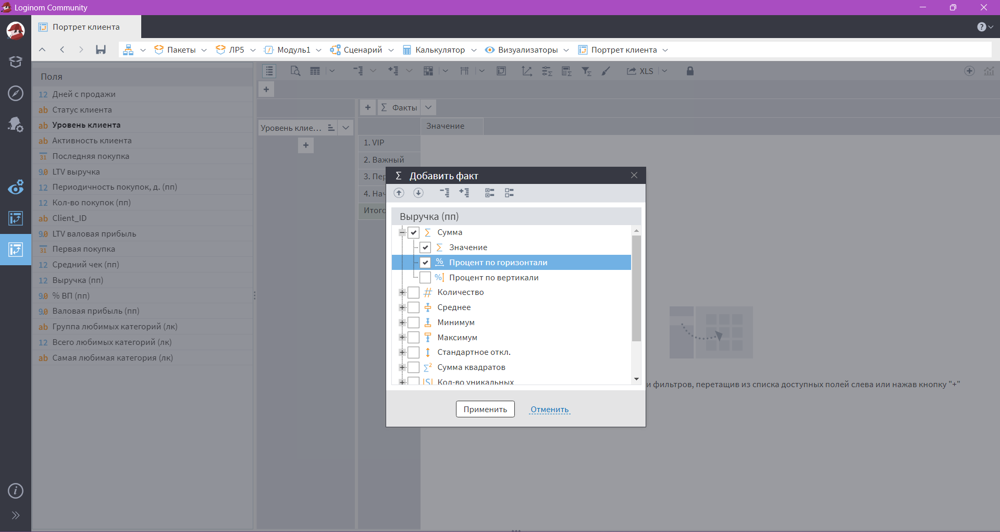 Loginom Community
Портрет клиента
Пакеты ЛР5 Модуль1 Сценарий Калькулятор Визуализаторы Портрет клиента
Поля
12 Дней с продажи
ab Статус клиента
ab Уровень клиента
ab Активность клиента
31 Последняя покупка
9.0 LTV выручка
12 Периодичность покупок, д. (пп)
12 Кол-во покупок (пп)
ab Client_ID
9.0 LTV валовая прибыль
31 Первая покупка
12 Средний чек (пп)
12 Выручка (пп)
9.0 % ВП (пп)
9.0 Валовая прибыль (пп)
ab Группа любимых категорий (лк)
12 Всего любимых категорий (лк)
ab Самая любимая категория (лк)
XLS
+
+ Σ Факты
Уровень клие...
+
Значение
1. VIP
2. Важный
3. Пер
4. Нач
Итого
Σ Добавить факт
Выручка (пп)
Σ Сумма
Σ Значение
% Процент по горизонтали
% Процент по вертикали
# Количество
Среднее
Минимум
Максимум
Стандартное откл.
Σ² Сумма квадратов
|S| Кол-во уникальных
Применить Отменить
и фильтров, перетащив из списка доступных полей слева или нажав кнопку "+"